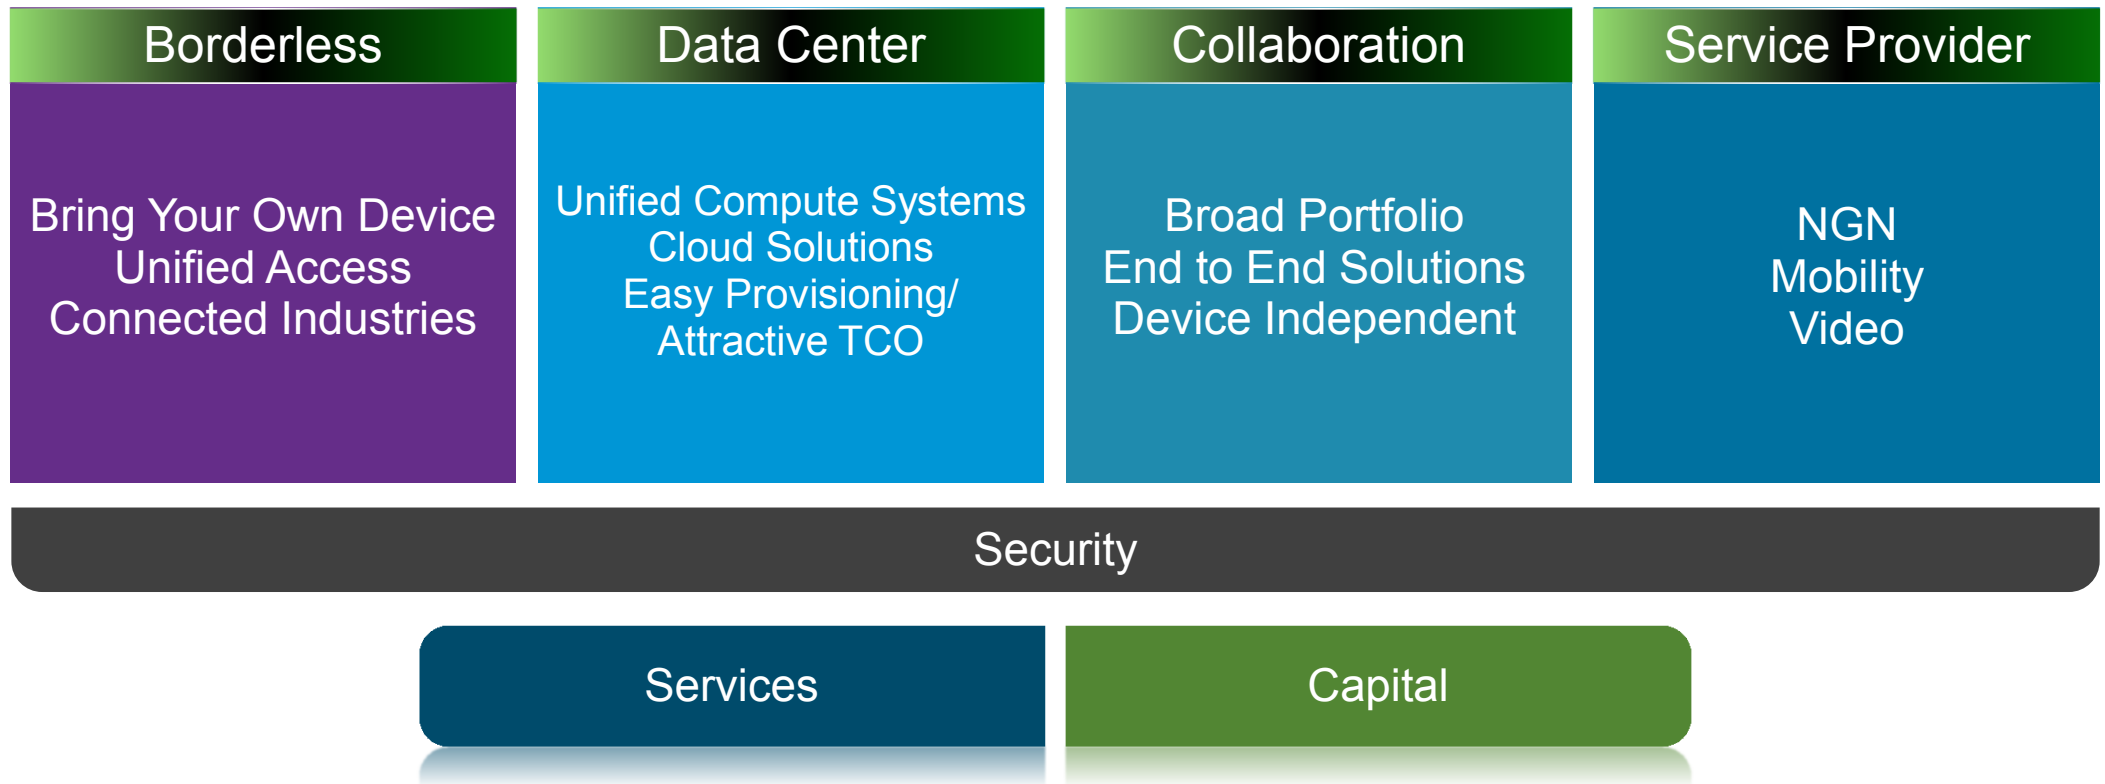 Borderless
Data Center
Collaboration
Service Provider
Bring Your Own Device
Unified Access
Connected Industries
Unified Compute Systems
Cloud Solutions
Easy Provisioning/
Attractive TCO
Broad Portfolio
End to End Solutions
Device Independent
NGN
Mobility
Video
Security
Services
Capital